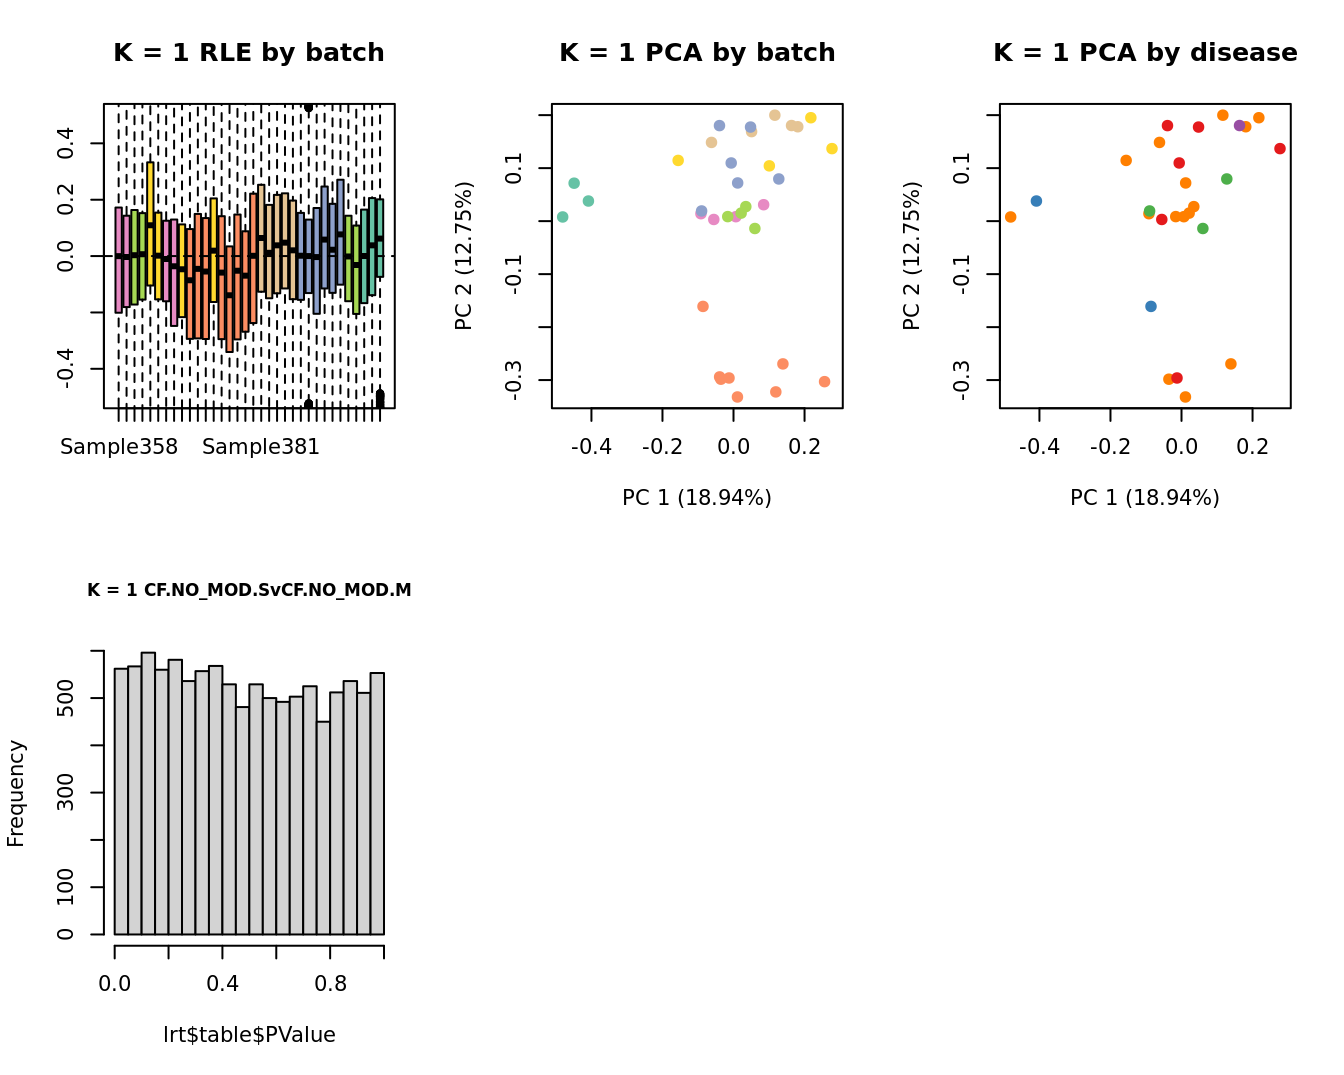 K = 1 RLE by batch
0.4
0.2
0.0
-0.4
Sample358 Sample381
K = 1 PCA by batch
PC 2 (12.75%)
0.1
-0.1
-0.3
-0.4 -0.2 0.0 0.2
PC 1 (18.94%)
K = 1 PCA by disease
PC 2 (12.75%)
0.1
-0.1
-0.3
-0.4 -0.2 0.0 0.2
PC 1 (18.94%)
K = 1 CF.NO_MOD.SvCF.NO_MOD.M
Frequency
500
300
100
0
0.0 0.4 0.8
lrt$table$PValue